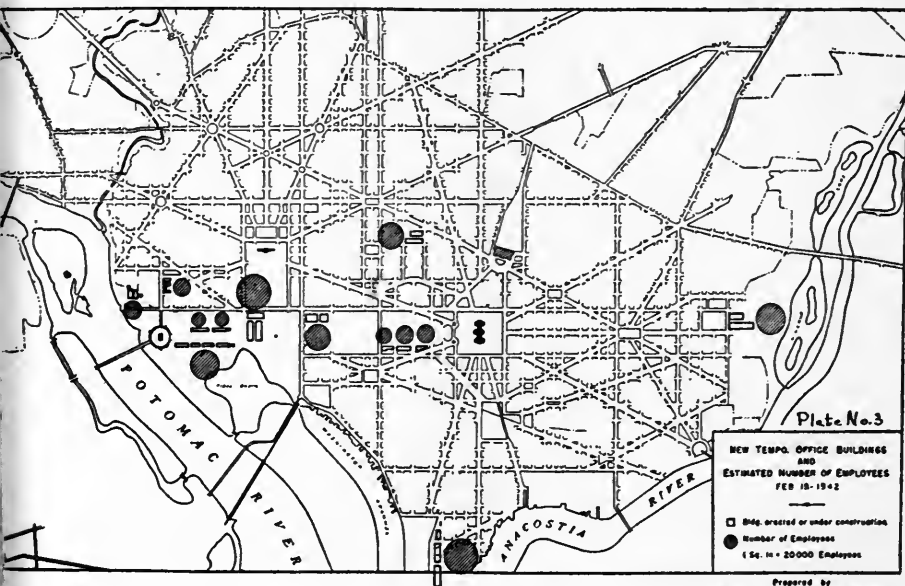 POTOMAC
RIVER
ANACOSTIA RIVER
Plate No.3
NEW TEMPO. OFFICE BUILDINGS
AND
ESTIMATED NUMBER OF EMPLOYEES
FEB 15-1942
Bldg. erected or under construction
Number of Employees
1 Sq. In = 20000 Employees
Prepared by